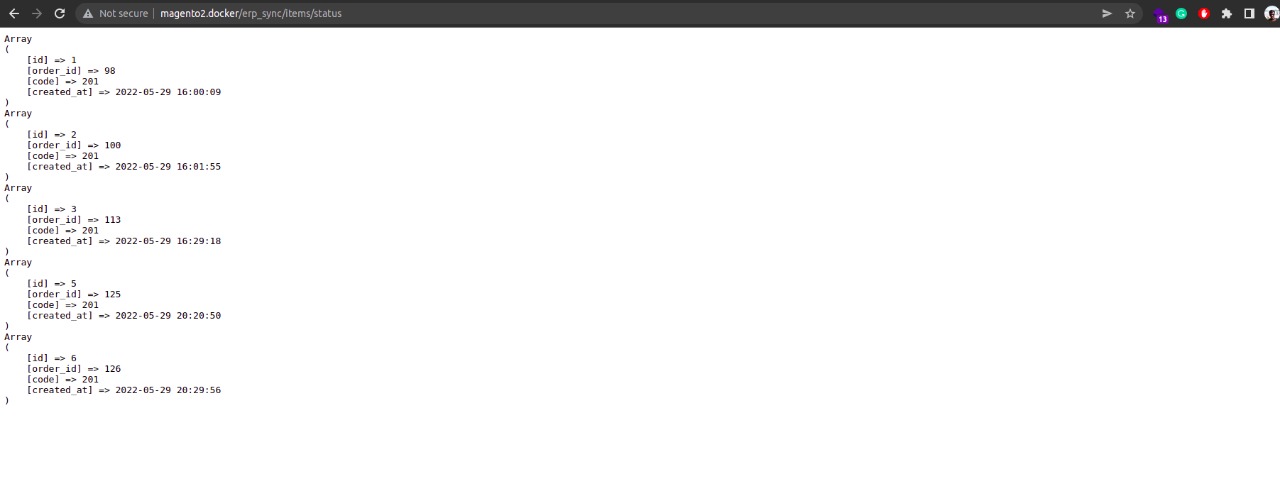 Not secure | magento2.docker/erp_sync/items/status
13
Array
(
    [id] => 1
    [order_id] => 98
    [code] => 201
    [created_at] => 2022-05-29 16:00:09
)
Array
(
    [id] => 2
    [order_id] => 100
    [code] => 201
    [created_at] => 2022-05-29 16:01:55
)
Array
(
    [id] => 3
    [order_id] => 113
    [code] => 201
    [created_at] => 2022-05-29 16:29:18
)
Array
(
    [id] => 5
    [order_id] => 125
    [code] => 201
    [created_at] => 2022-05-29 20:20:50
)
Array
(
    [id] => 6
    [order_id] => 126
    [code] => 201
    [created_at] => 2022-05-29 20:29:56
)